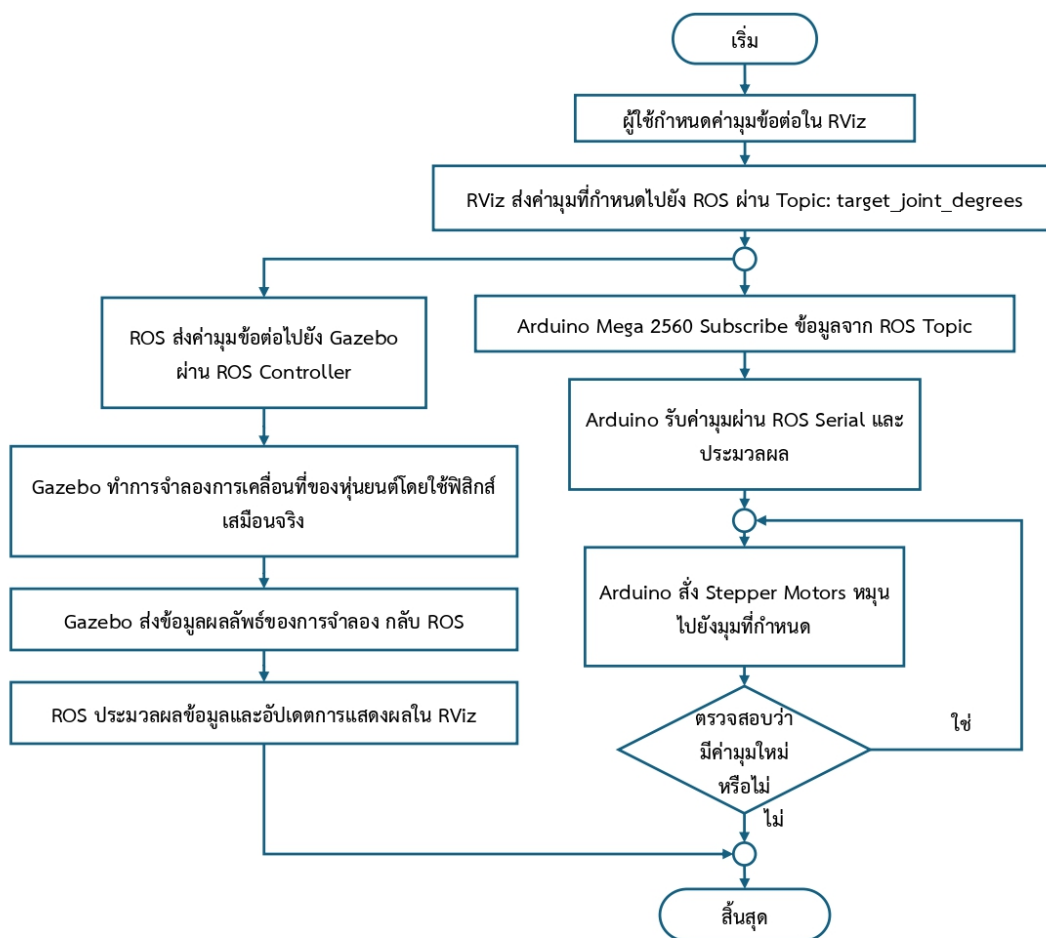 เริ่ม
ผู้ใช้กำหนดค่ามุมข้อต่อใน RViz
RViz ส่งค่ามุมที่กำหนดไปยัง ROS ผ่าน Topic: target_joint_degrees
ROS ส่งค่ามุมข้อต่อไปยัง Gazebo
ผ่าน ROS Controller
Gazebo ทำการจำลองการเคลื่อนที่ของหุ่นยนต์โดยใช้ฟิสิกส์
เสมือนจริง
Gazebo ส่งข้อมูลผลลัพธ์ของการจำลอง กลับ ROS
ROS ประมวลผลข้อมูลและอัปเดตการแสดงผลใน RViz
Arduino Mega 2560 Subscribe ข้อมูลจาก ROS Topic
Arduino รับค่ามุมผ่าน ROS Serial และ
ประมวลผล
Arduino สั่ง Stepper Motors หมุน
ไปยังมุมที่กำหนด
ตรวจสอบว่า
มีค่ามุมใหม่
หรือไม่
ใช่
ไม่
สิ้นสุด